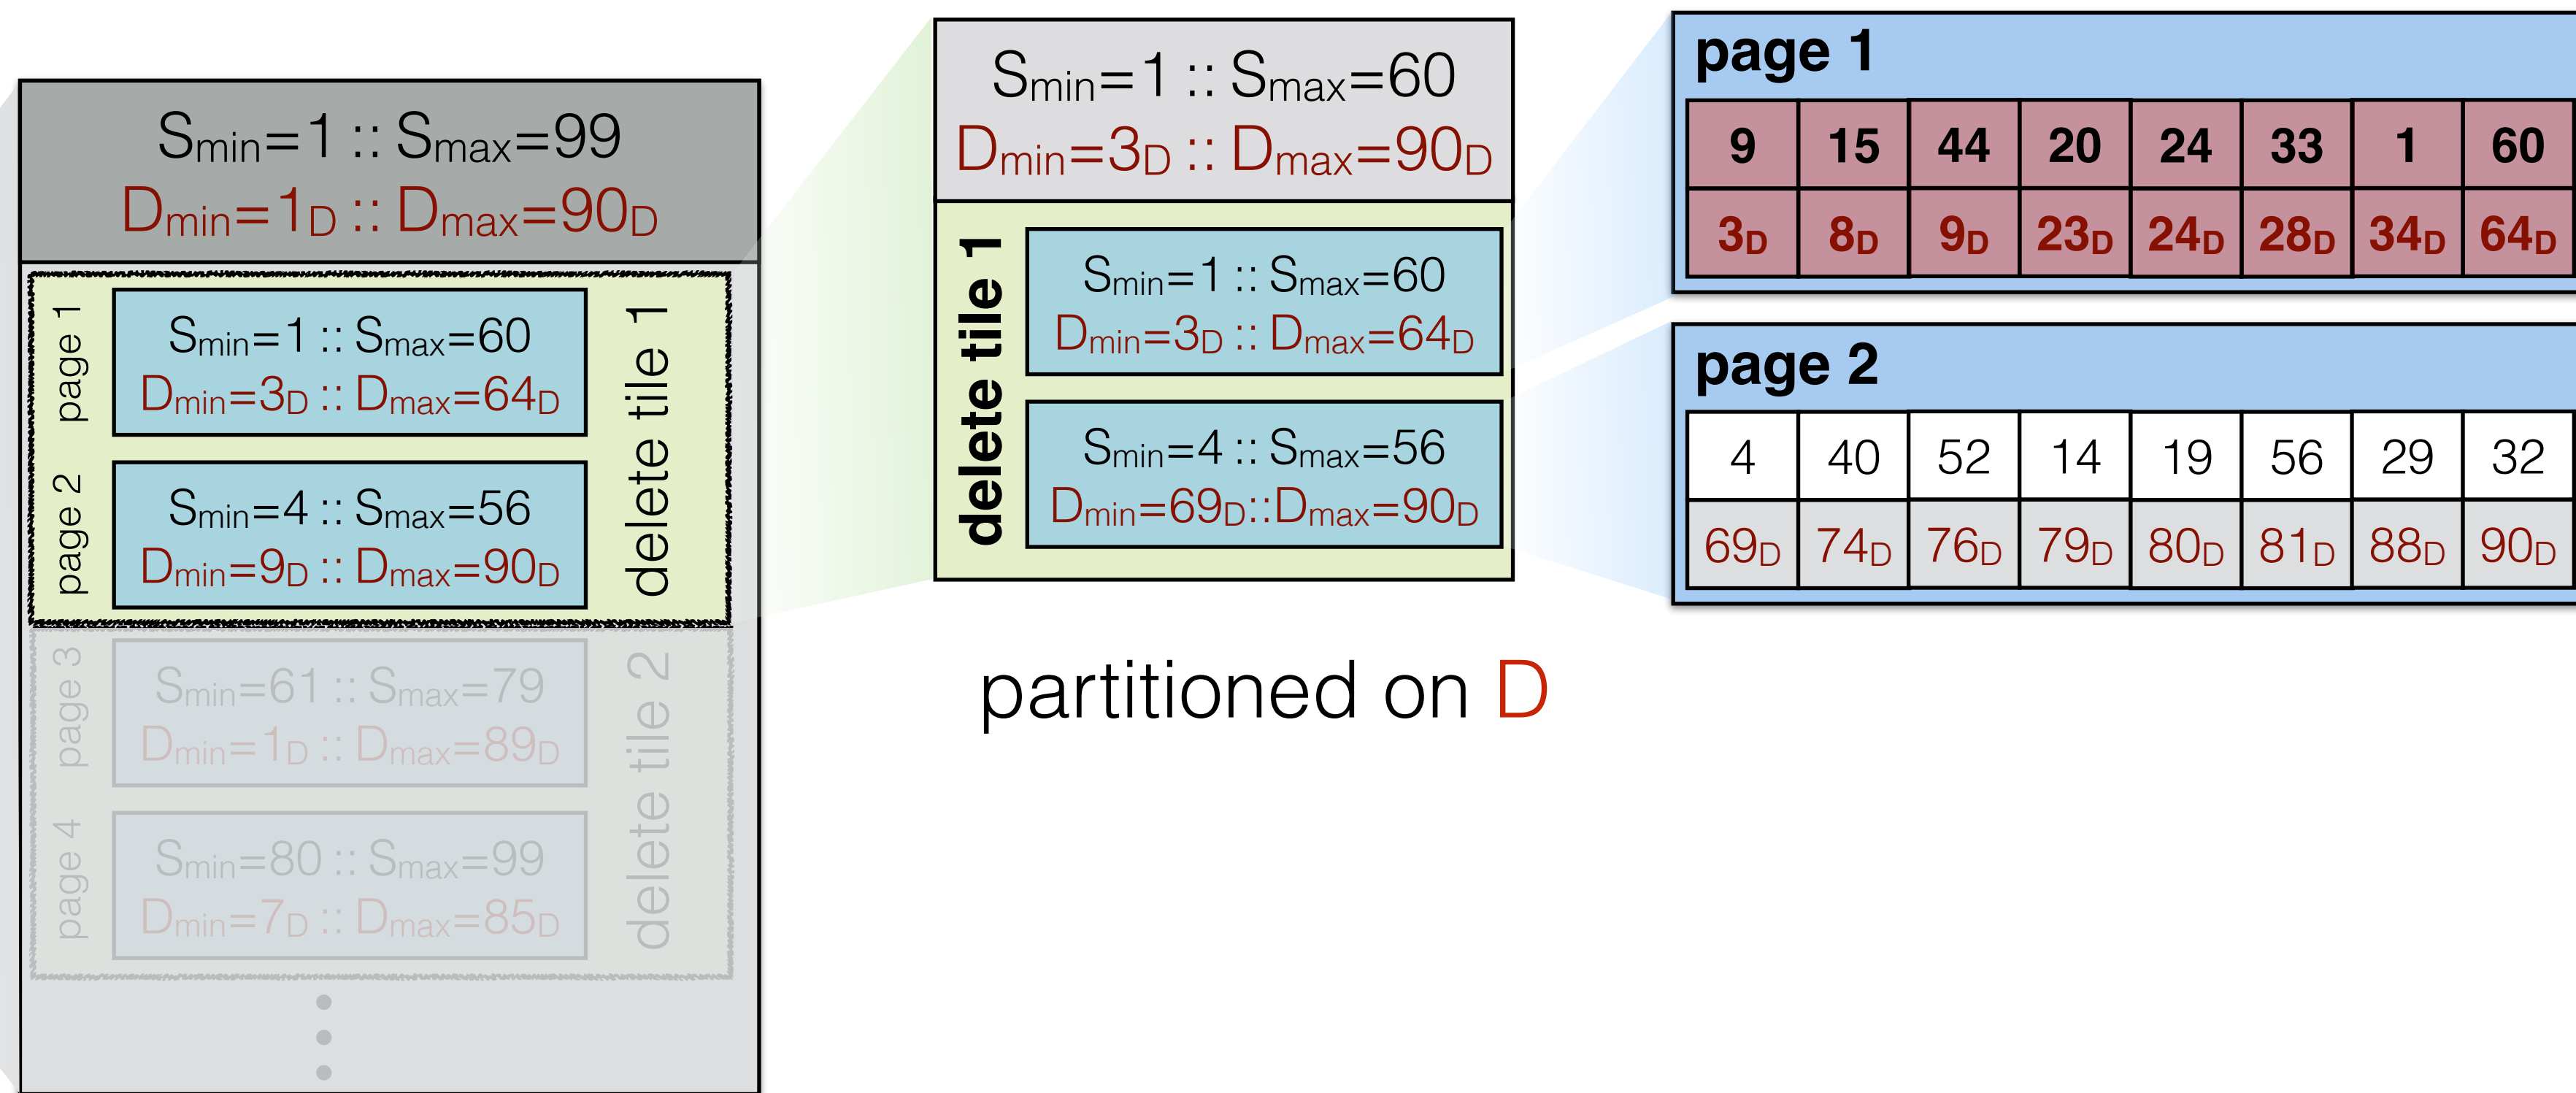 Smin=1 :: Smax=99
Dmin=1D :: Dmax=90D
page 1
Smin=1 :: Smax=60
Dmin=3D :: Dmax=64D
page 2
Smin=4 :: Smax=56
Dmin=9D :: Dmax=90D
delete tile 1
page 3
Smin=61 :: Smax=79
Dmin=1D :: Dmax=89D
page 4
Smin=80 :: Smax=99
Dmin=7D :: Dmax=85D
delete tile 2
Smin=1 :: Smax=60
Dmin=3D :: Dmax=90D
delete tile 1
Smin=1 :: Smax=60
Dmin=3D :: Dmax=64D
Smin=4 :: Smax=56
Dmin=69D::Dmax=90D
partitioned on D
page 1
9 15 44 20 24 33 1 60
3D 8D 9D 23D 24D 28D 34D 64D
page 2
4 40 52 14 19 56 29 32
69D 74D 76D 79D 80D 81D 88D 90D